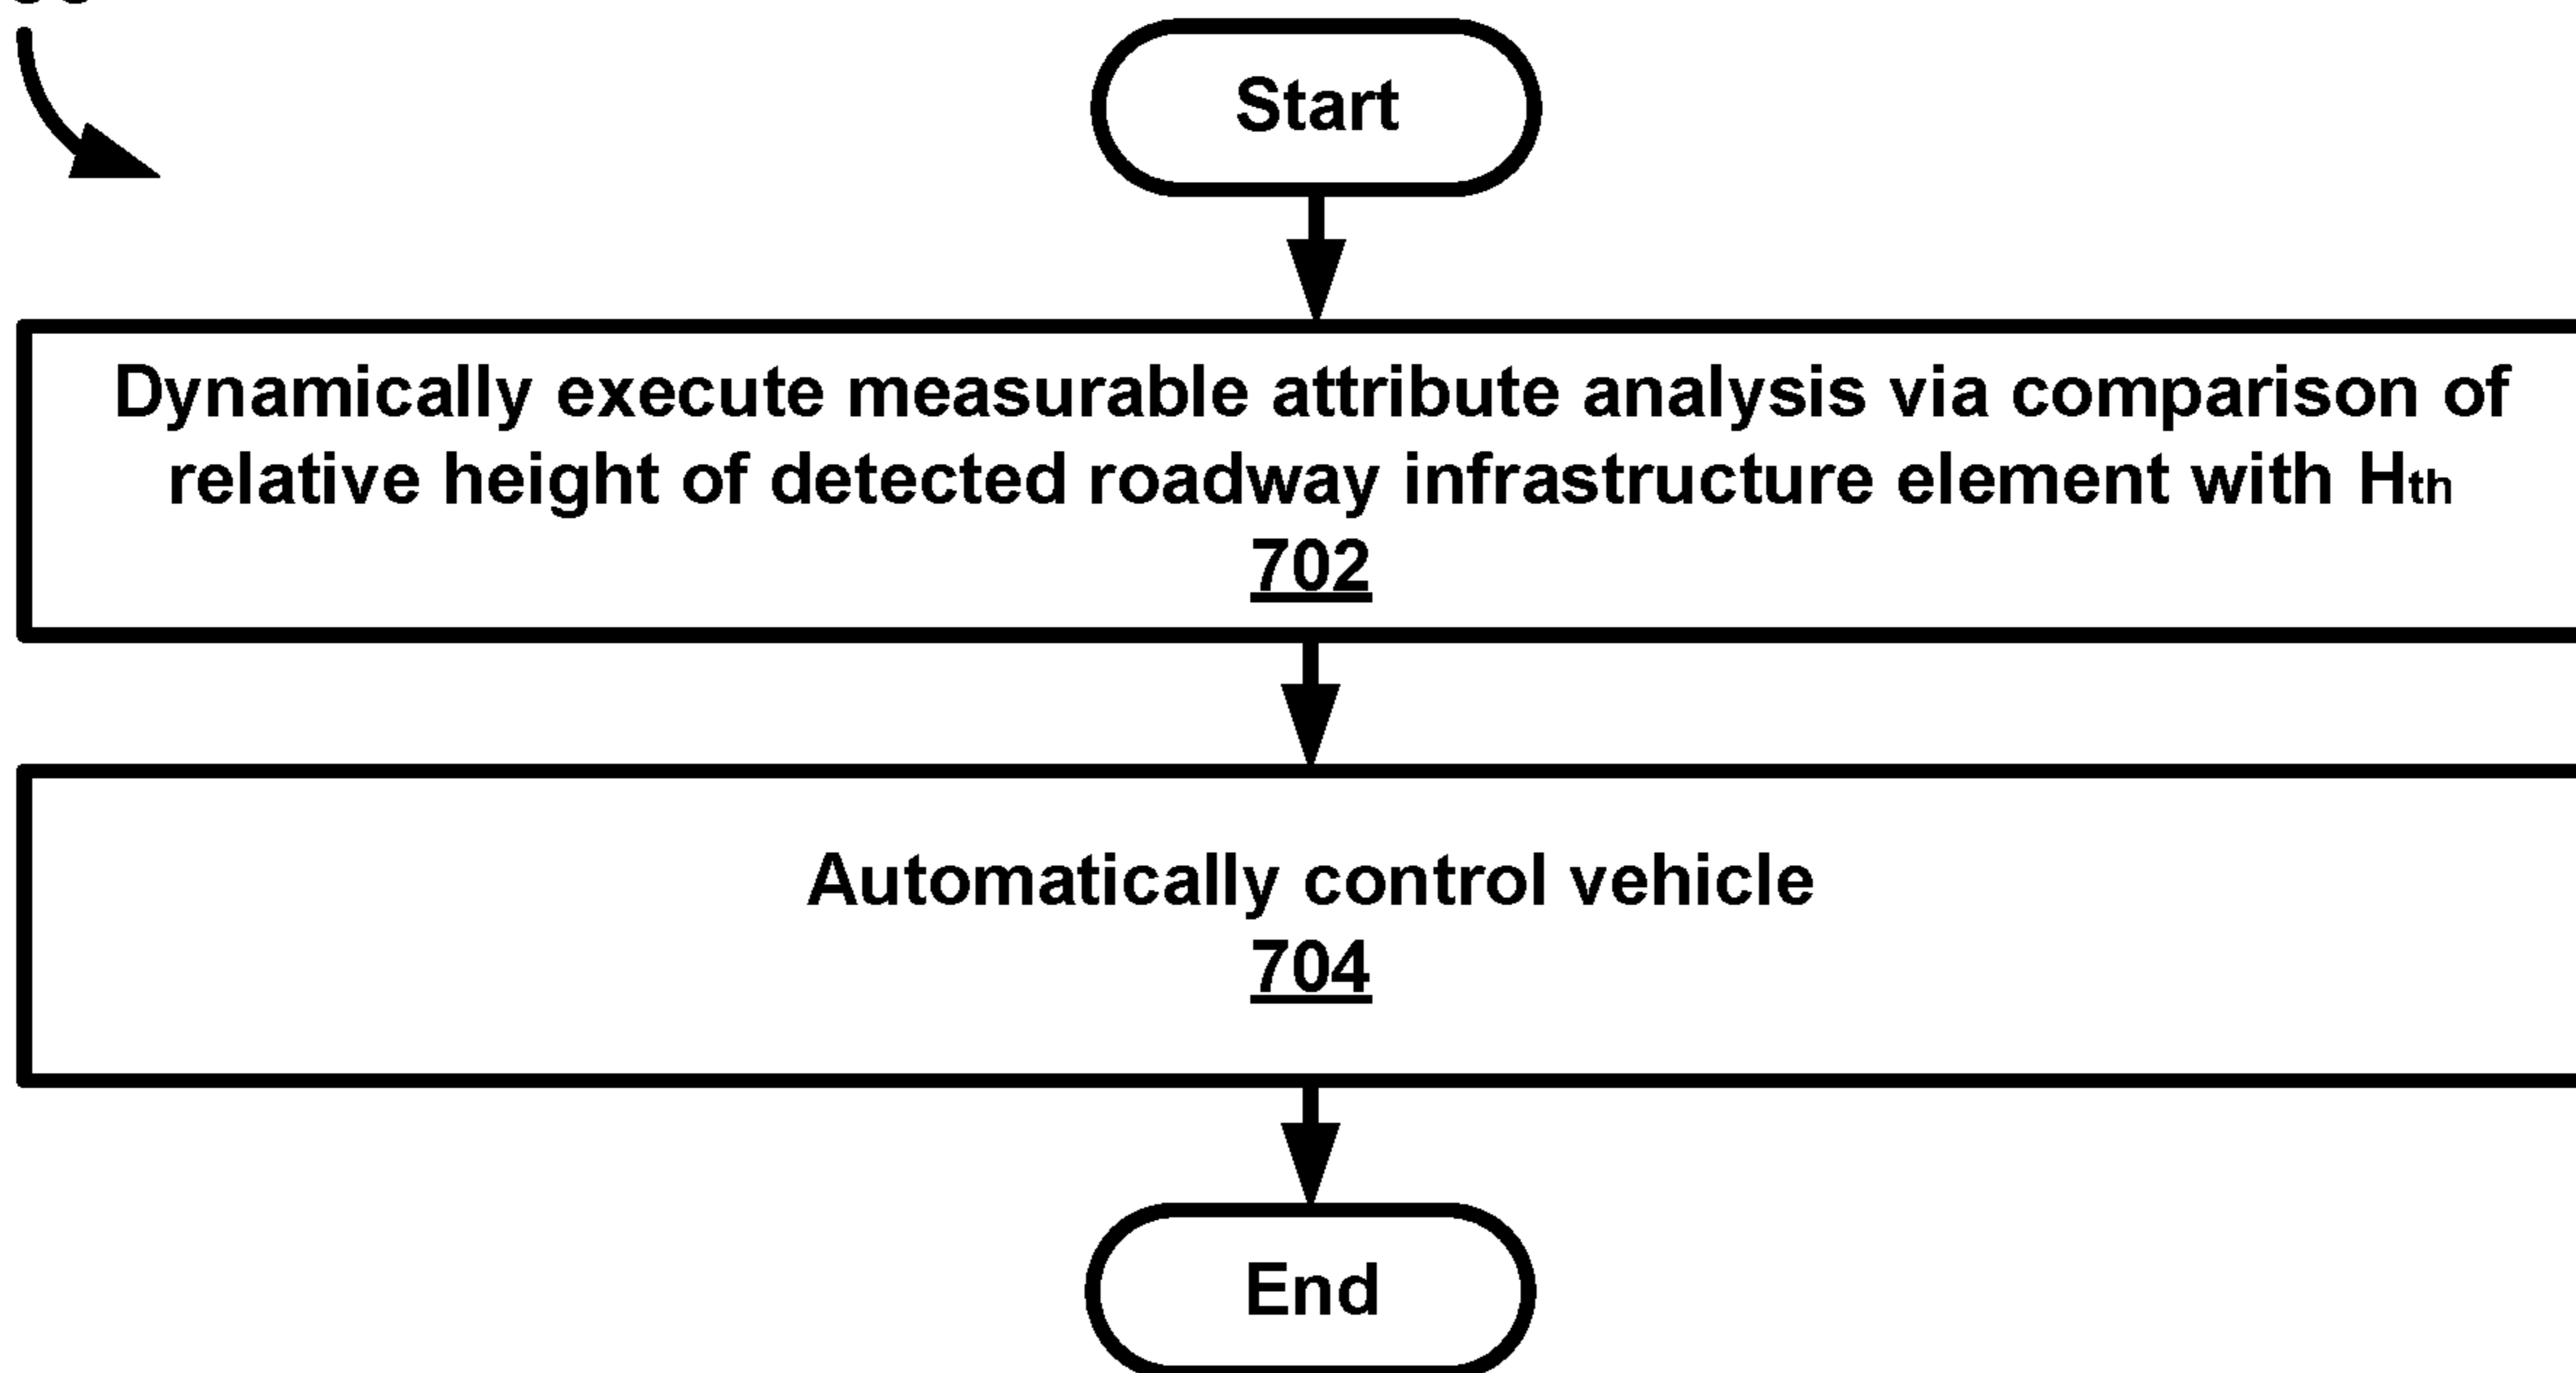 Start
Dynamically execute measurable attribute analysis via comparison of
relative height of detected roadway infrastructure element with Hth
702
Automatically control vehicle
704
End